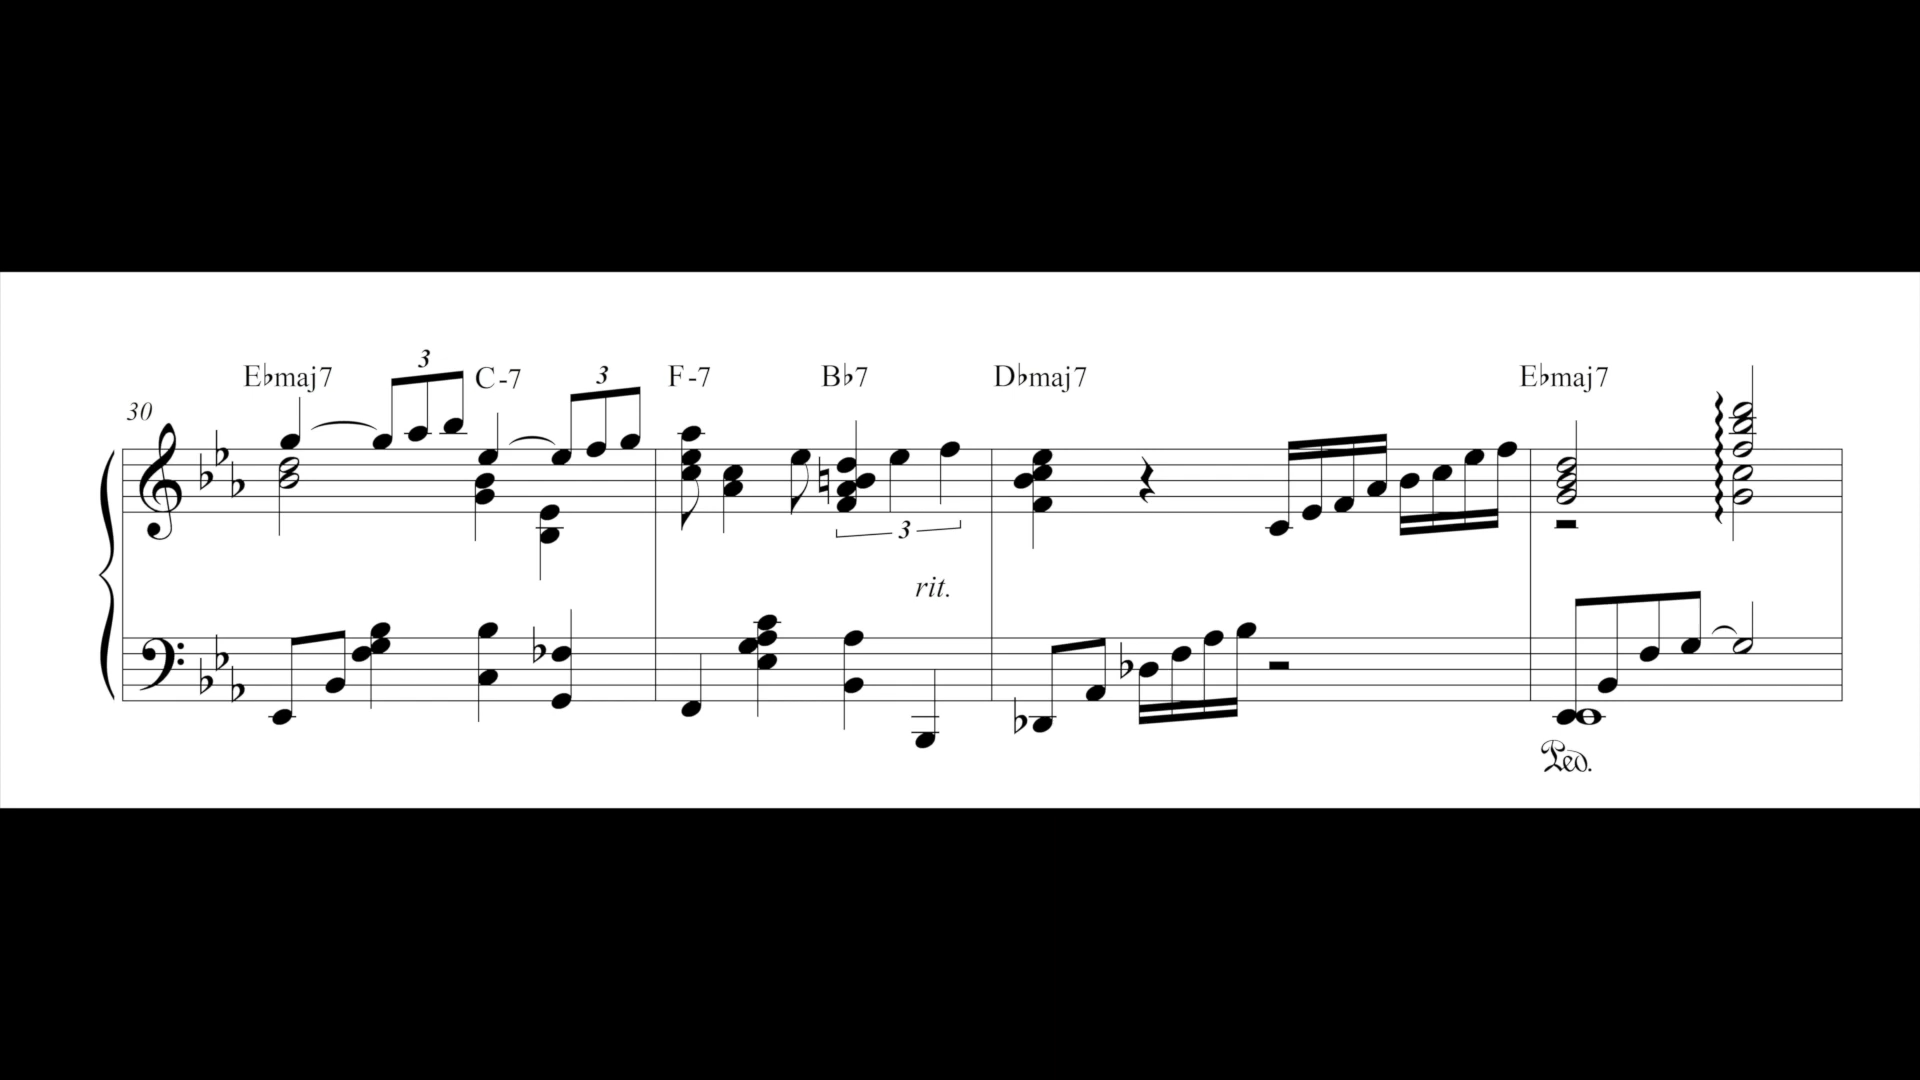 3
E♭maj7 C-7 3 F-7 B♭7 D♭maj7 E♭maj7
30
3
rit.
Ped.